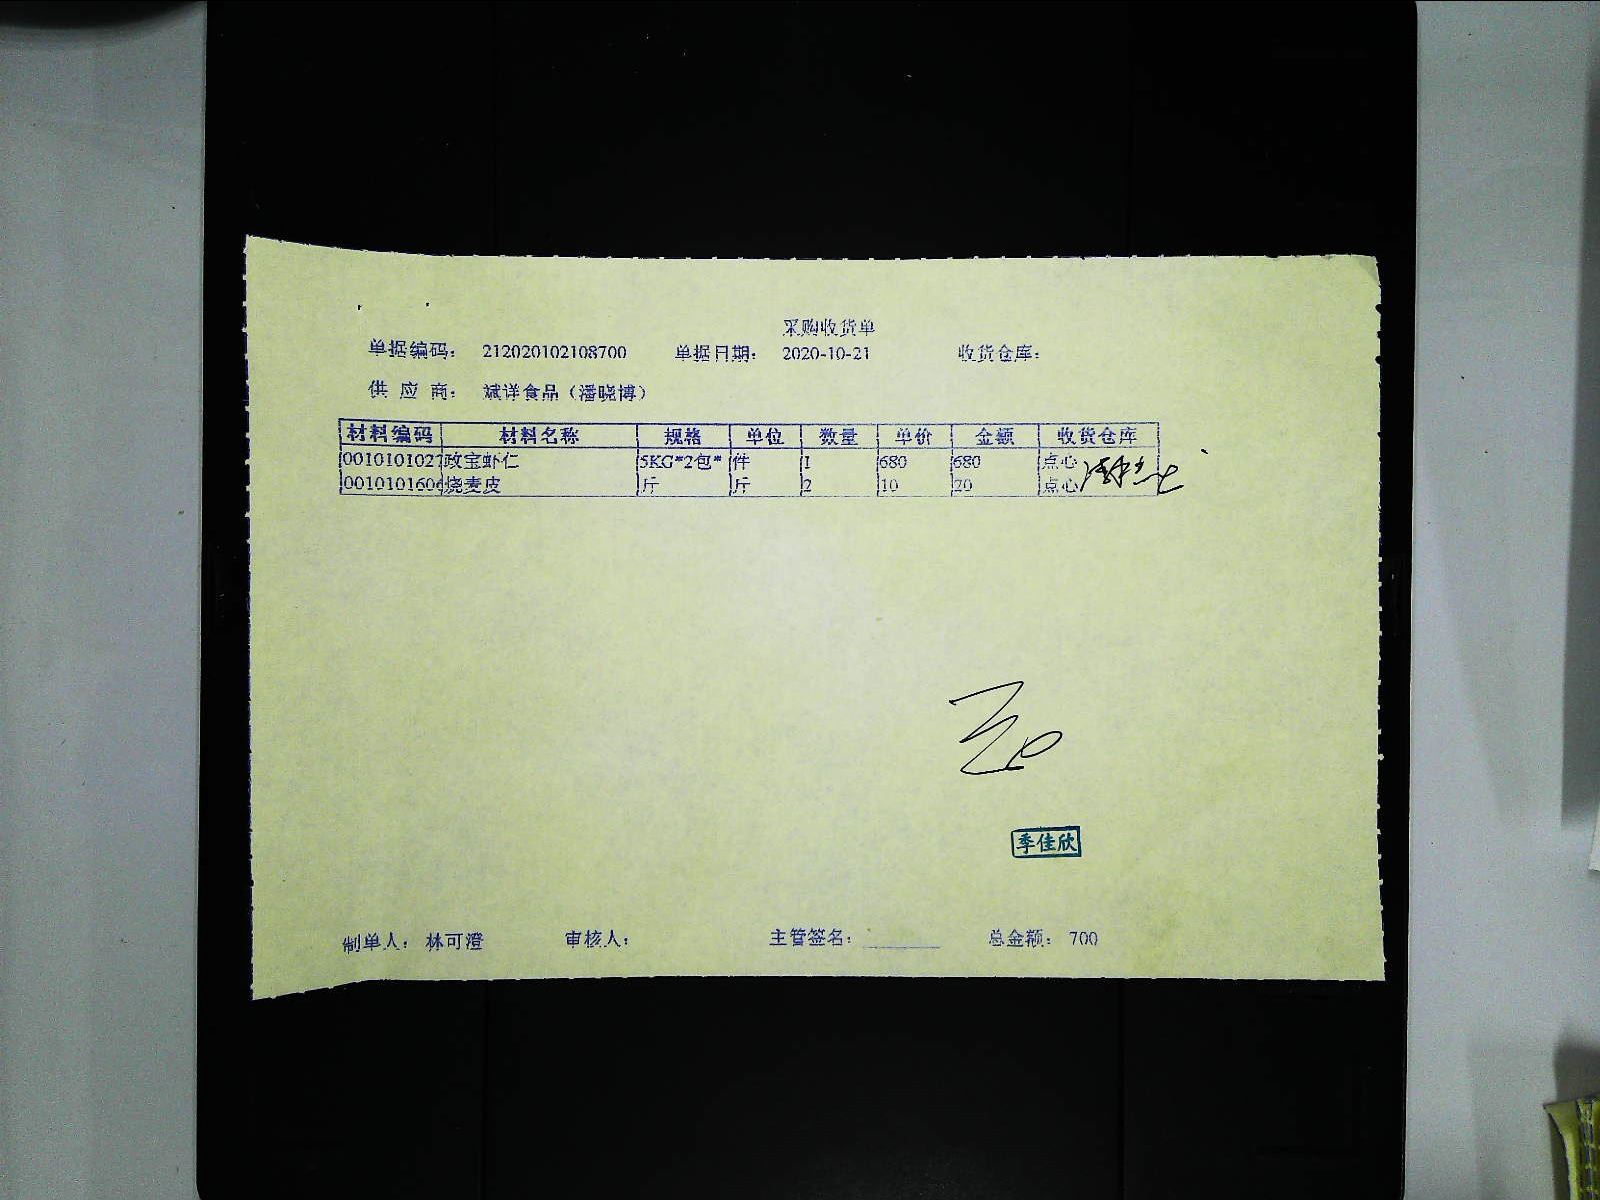 采购收货单
单据编码： 212020102108700 单据日期： 2020-10-21 收货仓库：
供 应 商： 斌洋食品（潘晓博）
材料编码 材料名称 规格 单位 数量 单价 金额 收货仓库
0010101027 政宝虾仁 5KG*2包* 件 1 680 680 点心
0010101606 烧麦皮 斤 斤 2 10 20 点心
季佳欣
制单人： 林可澄 审核人： 主管签名： 总金额： 700